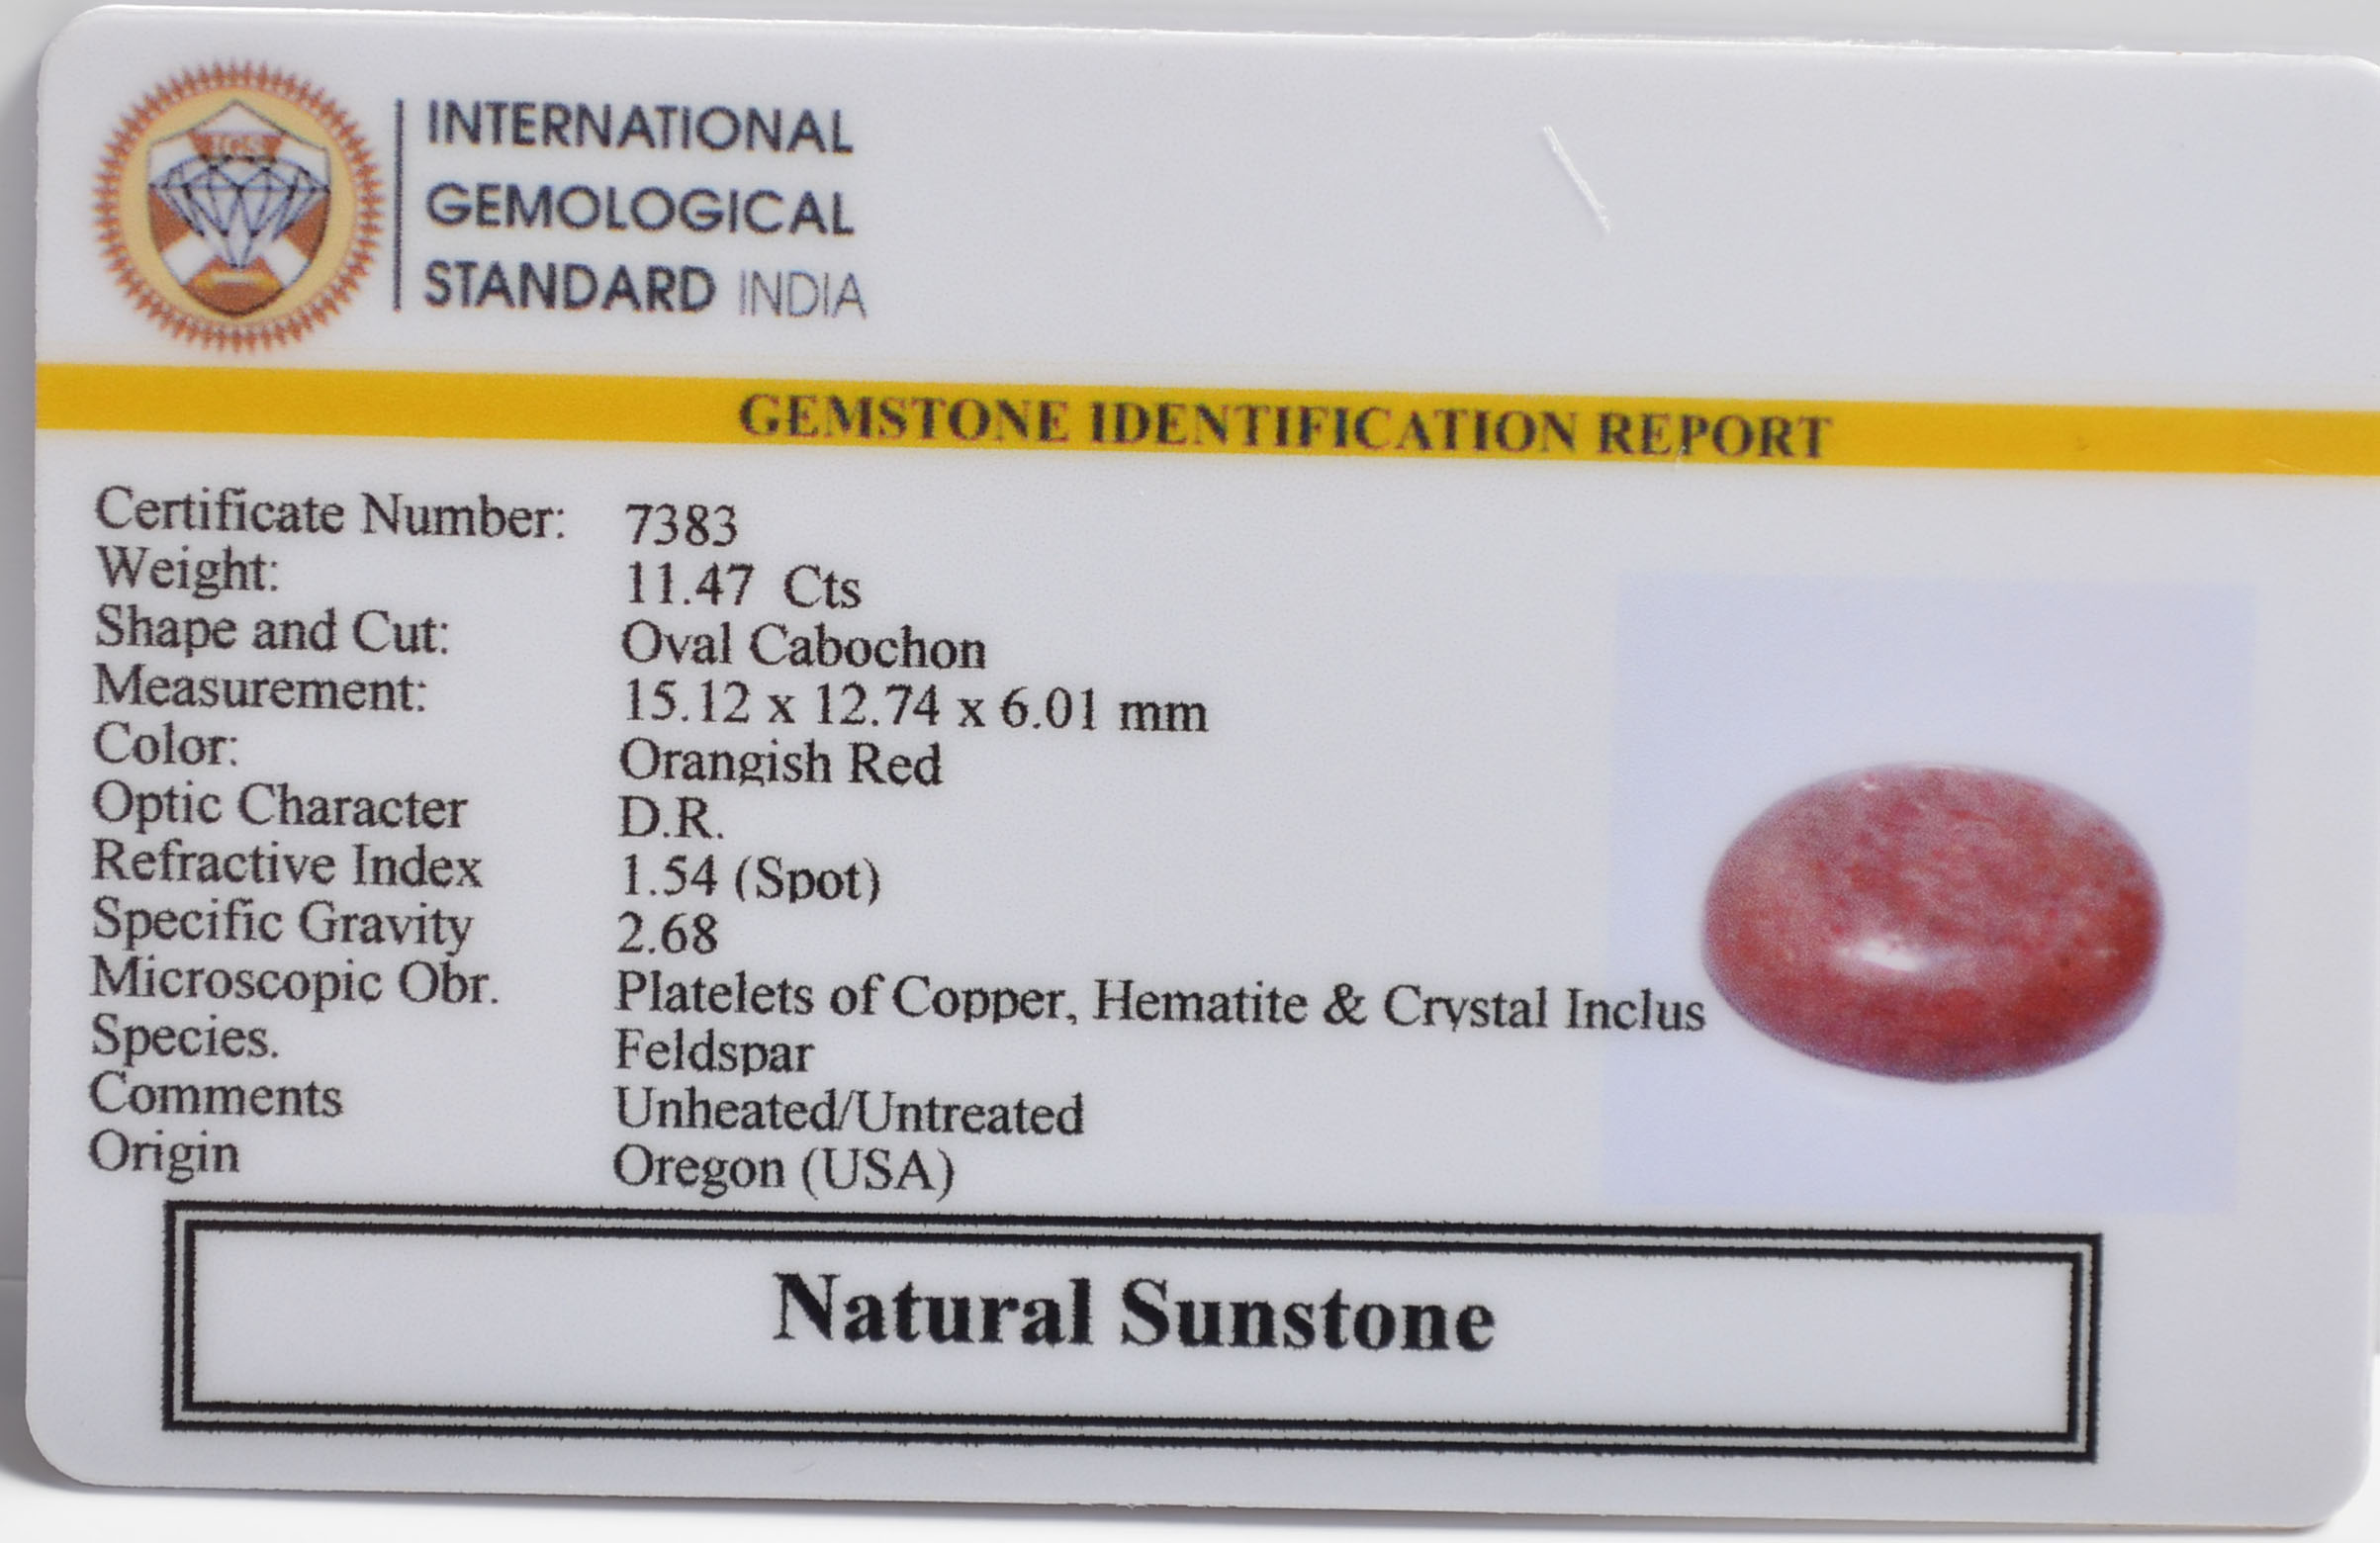 IGS
INTERNATIONAL
GEMOLOGICAL
STANDARD INDIA
GEMSTONE IDENTIFICATION REPORT
Certificate Number: 7383
Weight: 11.47 Cts
Shape and Cut: Oval Cabochon
Measurement: 15.12 x 12.74 x 6.01 mm
Color: Orangish Red
Optic Character D.R.
Refractive Index 1.54 (Spot)
Specific Gravity 2.68
Microscopic Obr. Platelets of Copper, Hematite & Crystal Inclus
Species. Feldspar
Comments Unheated/Untreated
Origin Oregon (USA)
Natural Sunstone